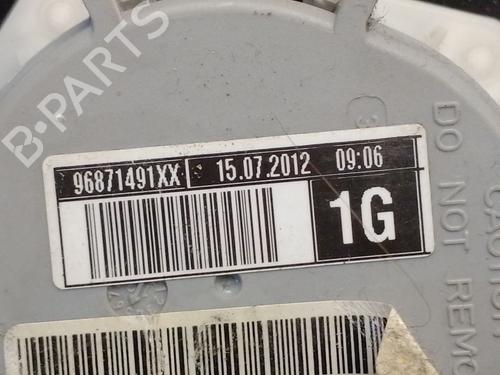 B-PARTS
96871491XX 15.07.2012 09:06
1G
DO NOT REMO
CAUTION